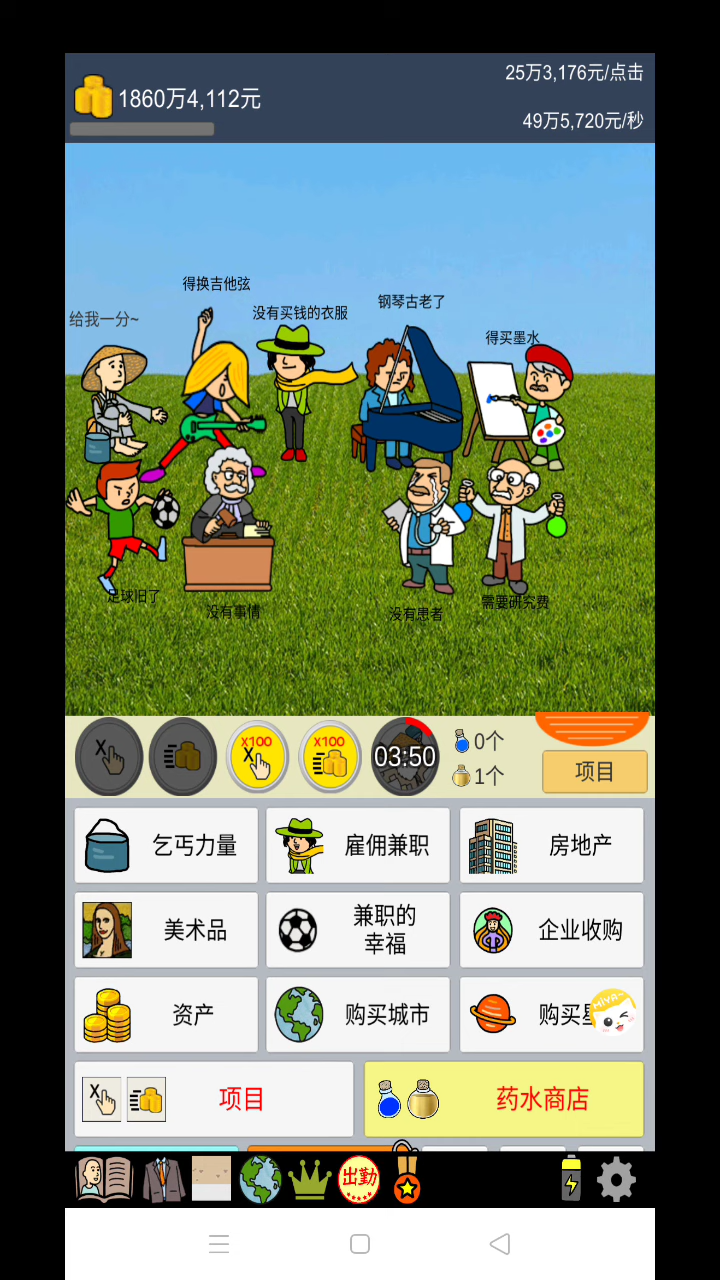 25万3,176元/点击
1860万4,112元
49万5,720元/秒
得换吉他弦
没有买钱的衣服
钢琴古老了
给我一分~
得买墨水
足球旧了
没有事情
没有患者
需要研究费
X100
X100
03:50
0个
1个
项目
乞丐力量
雇佣兼职
房地产
美术品
兼职的
幸福
企业收购
资产
购买城市
购买
项目
药水商店
出勤